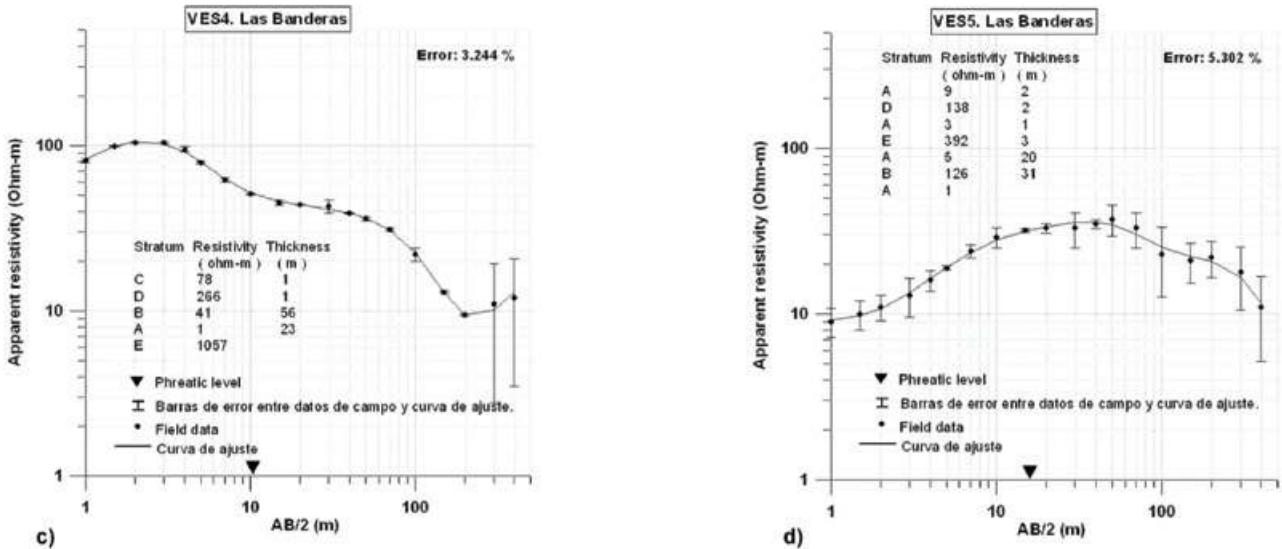 VES4. Las Banderas
Error: 3.244 %
100
10
1
Apparent resistivity (Ohm-m)
Stratum Resistivity Thickness
( ohm-m ) ( m )
C 78 1
D 266 1
B 41 56
A 1 23
E 1057
Phreatic level
Barras de error entre datos de campo y curva de ajuste.
Field data
Curva de ajuste
1 10 100
AB/2 (m)
c)
VES5. Las Banderas
Error: 5.302 %
Stratum Resistivity Thickness
( ohm-m ) ( m )
A 9 2
D 138 2
A 3 1
E 392 3
A 5 20
B 126 31
A 1
100
10
1
Apparent resistivity (Ohm-m)
Phreatic level
Barras de error entre datos de campo y curva de ajuste.
Field data
Curva de ajuste
1 10 100
AB/2 (m)
d)